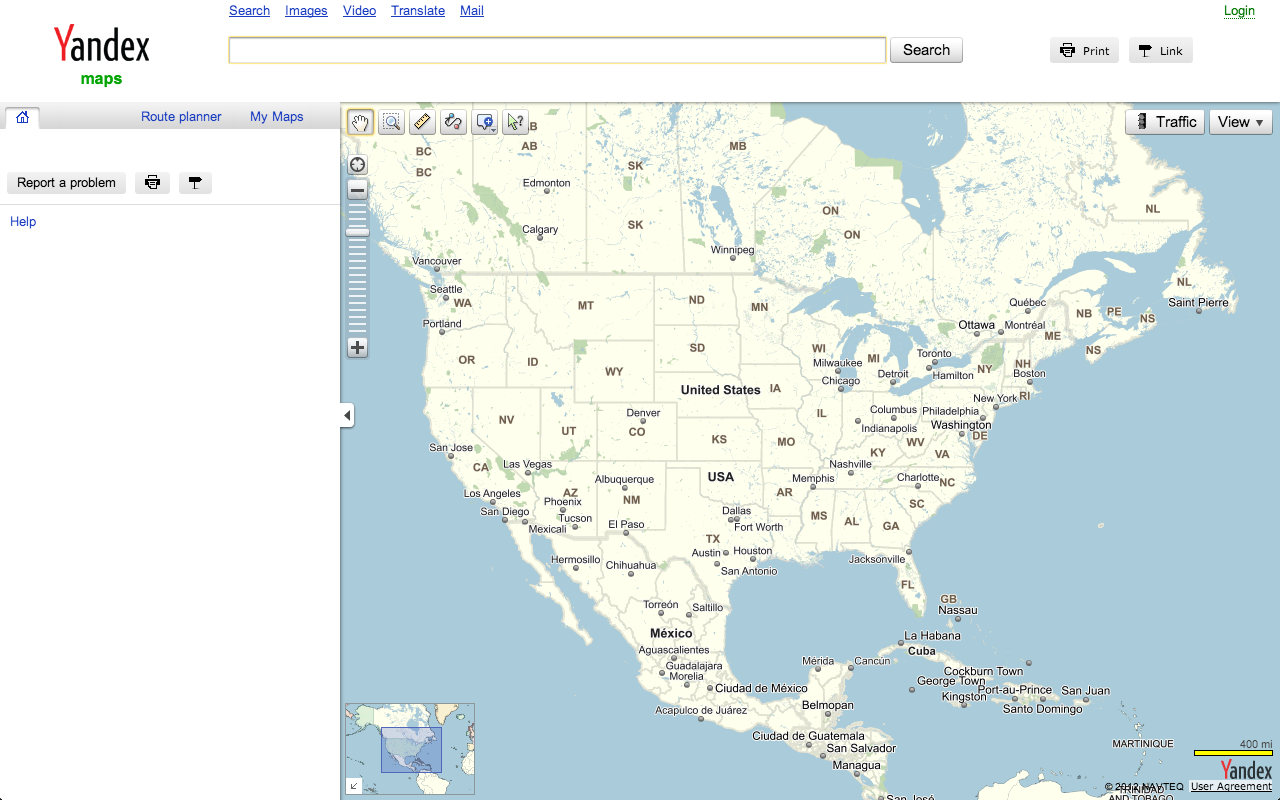 Search Images Video Translate Mail
Login
Yandex
maps
Search
Print
Link
Route planner
My Maps
Report a problem
Help
Traffic
View
BC
AB
MB
BC
SK
Edmonton
NL
ON
SK
ON
Calgary
Winnipeg
Vancouver
Seattle
NL
WA
ND
Québec
Saint Pierre
MT
MN
NB
PE
NS
Portland
Ottawa
Montréal
ME
SD
WI
NS
OR
ID
Milwaukee
MI
Toronto
NH
WY
Chicago
Detroit
Hamilton
NY
Boston
United States
IA
RI
New York
NV
Denver
IL
Columbus
Philadelphia
UT
CO
Indianapolis
Washington
KS
MO
DE
San Jose
WV
VA
KY
CA
Las Vegas
Nashville
Albuquerque
USA
Memphis
Charlotte
NC
Los Angeles
AZ
NM
AR
Phoenix
SC
San Diego
Dallas
MS
AL
GA
Mexicali
Tucson
El Paso
Fort Worth
TX
Austin
Houston
Jacksonville
Hermosillo
Chihuahua
San Antonio
FL
GB
Torreón
Saltillo
Nassau
México
La Habana
Aguascalientes
Cuba
Guadalajara
Mérida
Cancún
Morelia
Cockburn Town
George Town
Ciudad de México
Port-au-Prince
San Juan
Kingston
Acapulco de Juárez
Belmopan
Santo Domingo
Ciudad de Guatemala
MARTINIQUE
400 mi
San Salvador
Managua
Yandex
© 2012 NAVTEQ
User Agreement
TRINIDAD
AND TOBAGO
San José